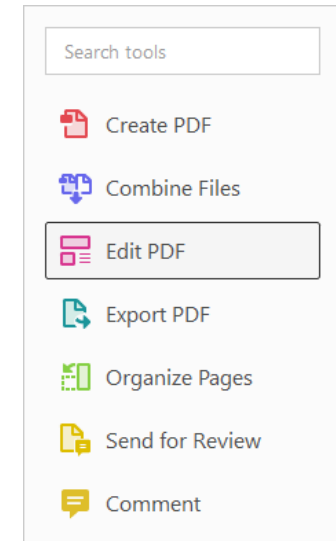 Search tools
Create PDF
Combine Files
Edit PDF
Export PDF
Organize Pages
Send for Review
Comment